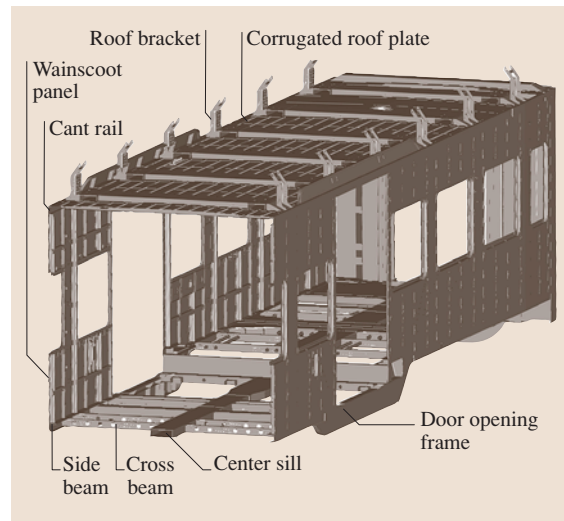 Roof bracket
Corrugated roof plate
Wainscoot
panel
Cant rail
Door opening
frame
Side
beam
Cross
beam
Center sill